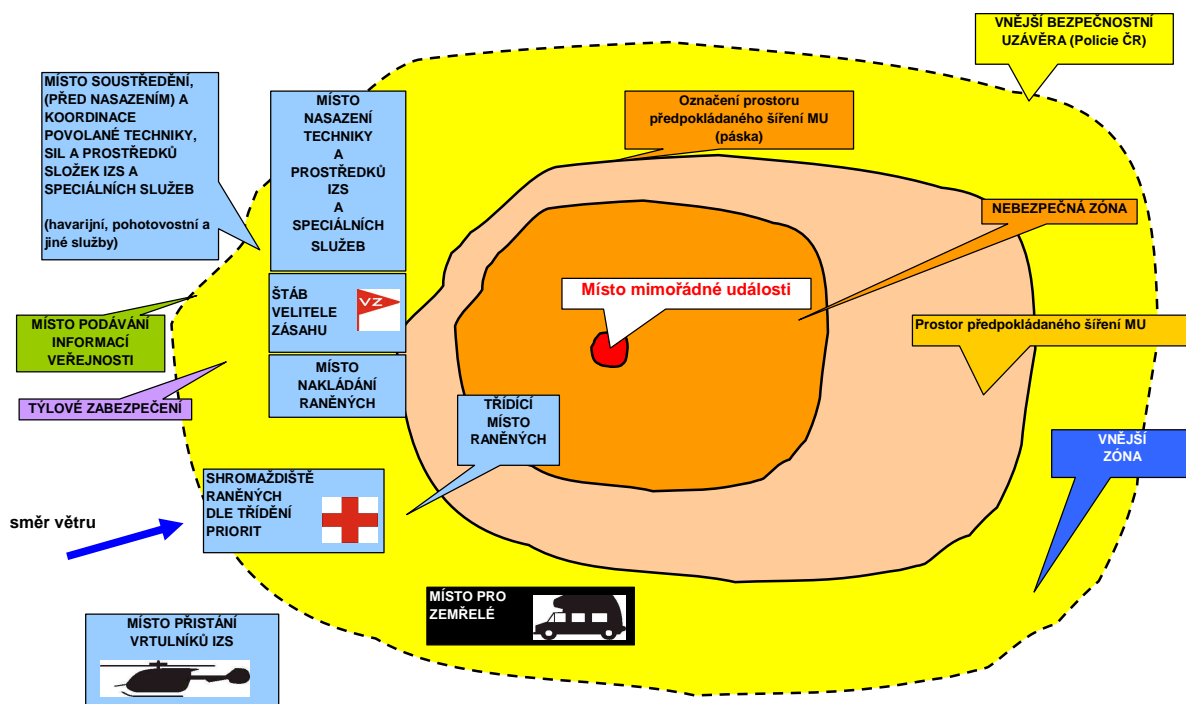 VNĚJŠÍ BEZPEČNOSTNÍ
UZÁVĚRA (Policie ČR)
MÍSTO SOUSTŘEDĚNÍ,
(PŘED NASAZENÍM) A
KOORDINACE
POVOLANÉ TECHNIKY,
SIL A PROSTŘEDKŮ
SLOŽEK IZS A
SPECIÁLNÍCH SLUŽEB
(havarijní, pohotovostní a
jiné služby)
MÍSTO
NASAZENÍ
TECHNIKY
A
PROSTŘEDKŮ
IZS
A
SPECIÁLNÍCH
SLUŽEB
Označení prostoru
předpokládaného šíření MU
(páska)
NEBEZPEČNÁ ZÓNA
Místo mimořádné události
ŠTÁB
VELITELE
ZÁSAHU
VZ
MÍSTO PODÁVÁNÍ
INFORMACÍ
VEŘEJNOSTI
Prostor předpokládaného šíření MU
MÍSTO
NAKLÁDÁNÍ
RANĚNÝCH
TÝLOVÉ ZABEZPEČENÍ
TŘÍDÍCÍ
MÍSTO
RANĚNÝCH
VNĚJŠÍ
ZÓNA
SHROMAŽDIŠTĚ
RANĚNÝCH
DLE TŘÍDĚNÍ
PRIORIT
směr větru
MÍSTO PRO
ZEMŘELÉ
MÍSTO PŘISTÁNÍ
VRTULNÍKŮ IZS